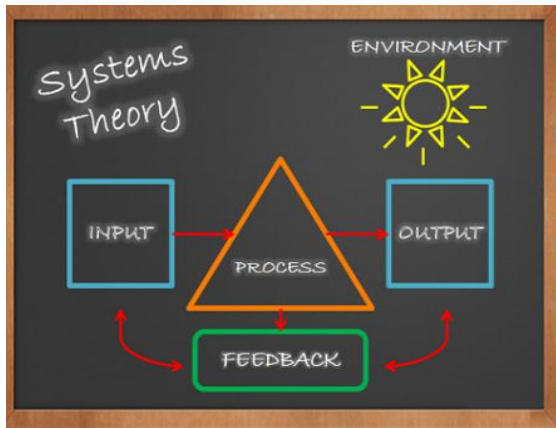 Systems
Theory
ENVIRONMENT
INPUT
PROCESS
OUTPUT
FEEDBACK